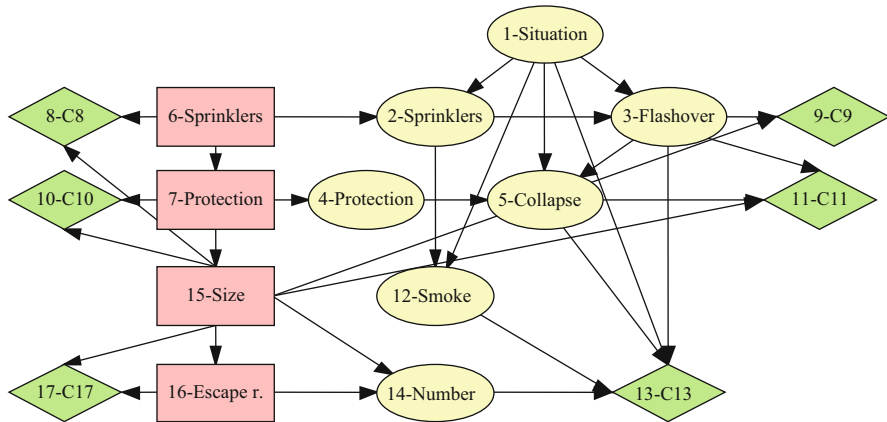 1-Situation
8-C8
6-Sprinklers
2-Sprinklers
3-Flashover
9-C9
10-C10
7-Protection
4-Protection
5-Collapse
11-C11
15-Size
12-Smoke
17-C17
16-Escape r.
14-Number
13-C13